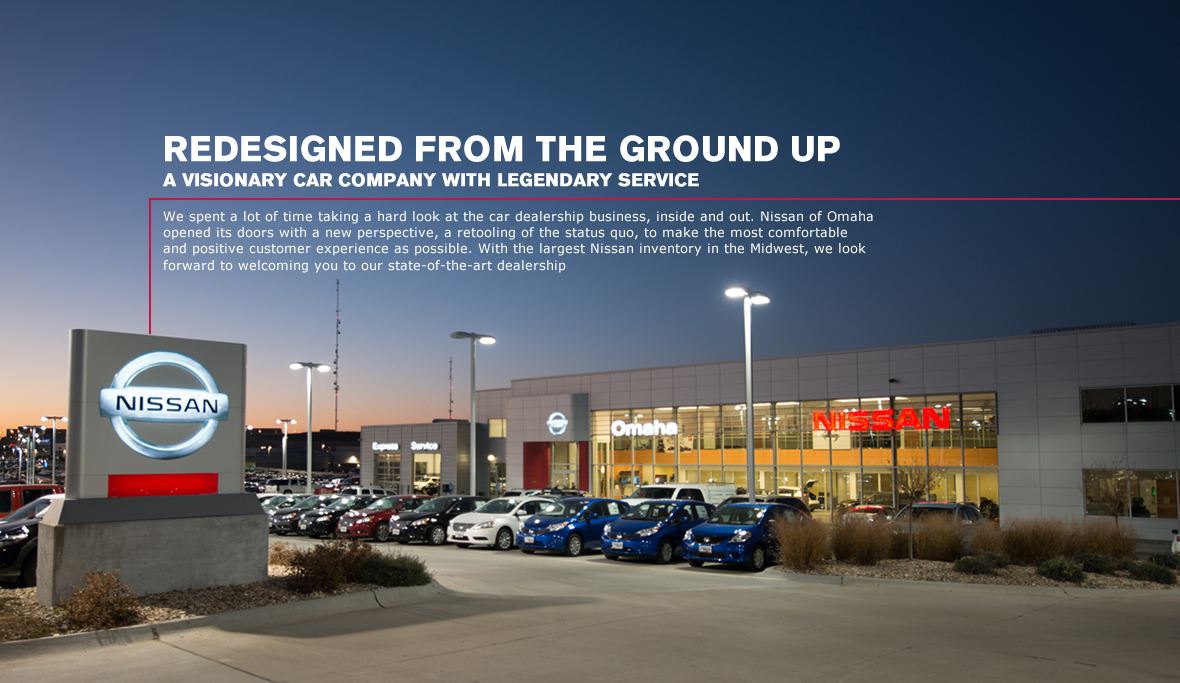 REDESIGNED FROM THE GROUND UP
A VISIONARY CAR COMPANY WITH LEGENDARY SERVICE
We spent a lot of time taking a hard look at the car dealership business, inside and out. Nissan of Omaha
opened its doors with a new perspective, a retooling of the status quo, to make the most comfortable
and positive customer experience as possible. With the largest Nissan inventory in the Midwest, we look
forward to welcoming you to our state-of-the-art dealership
NISSAN
Express Service
Omaha
NISSAN